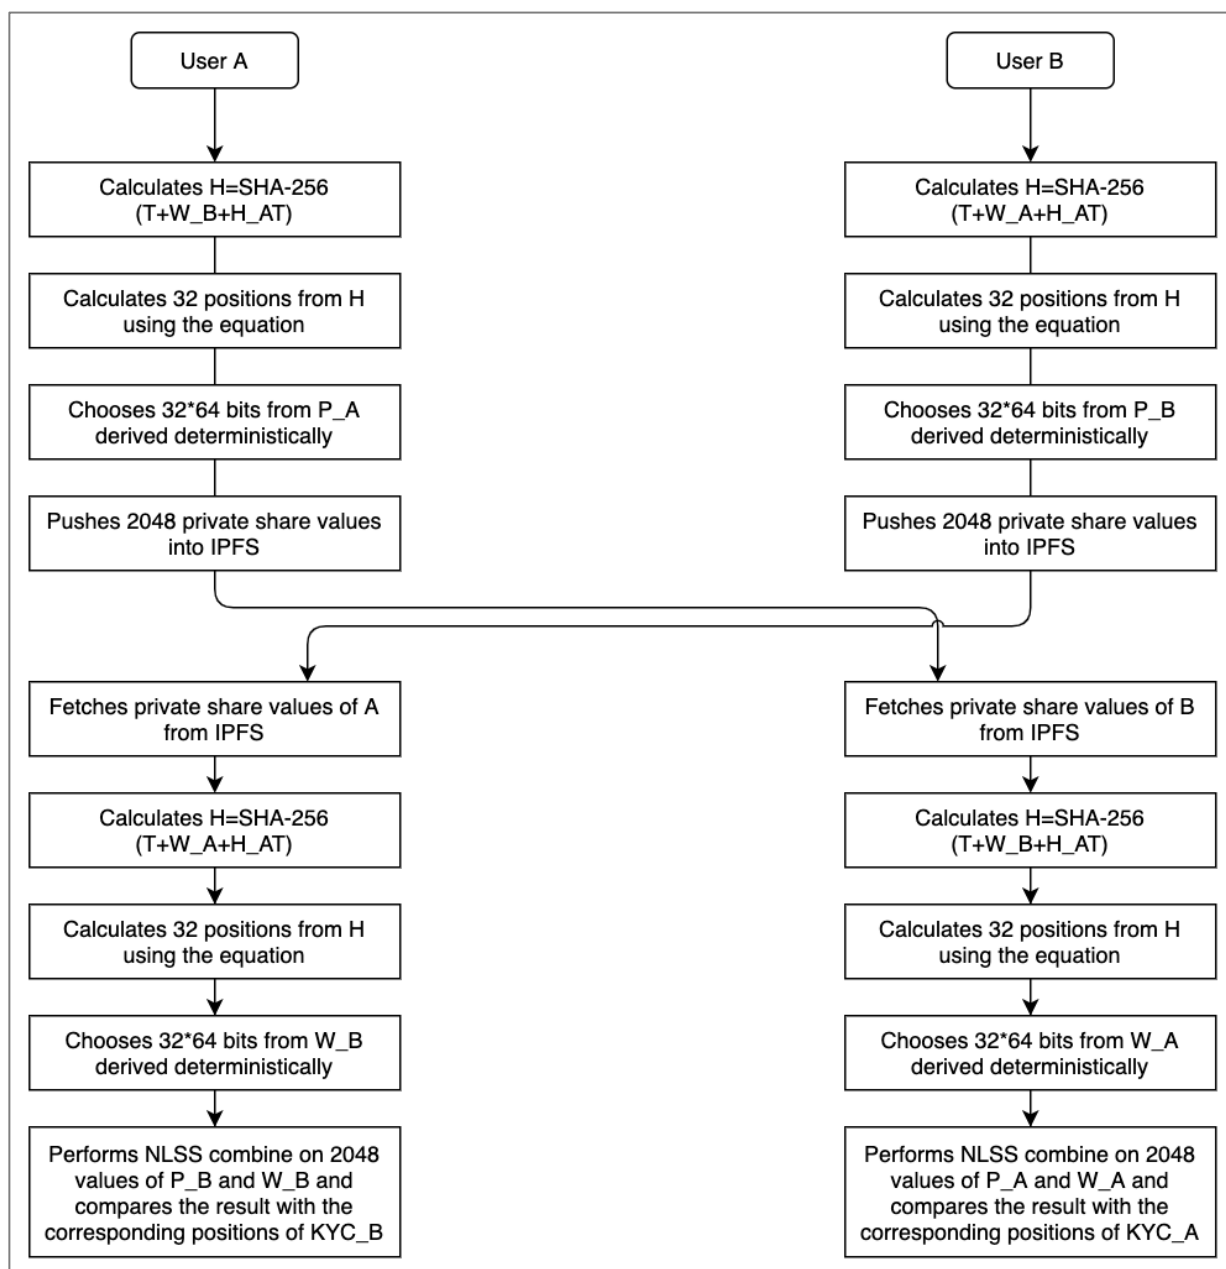 User A
User B
Calculates H=SHA-256
(T+W_B+H_AT)
Calculates H=SHA-256
(T+W_A+H_AT)
Calculates 32 positions from H
using the equation
Calculates 32 positions from H
using the equation
Chooses 32*64 bits from P_A
derived deterministically
Chooses 32*64 bits from P_B
derived deterministically
Pushes 2048 private share values
into IPFS
Pushes 2048 private share values
into IPFS
Fetches private share values of A
from IPFS
Fetches private share values of B
from IPFS
Calculates H=SHA-256
(T+W_A+H_AT)
Calculates H=SHA-256
(T+W_B+H_AT)
Calculates 32 positions from H
using the equation
Calculates 32 positions from H
using the equation
Chooses 32*64 bits from W_B
derived deterministically
Chooses 32*64 bits from W_A
derived deterministically
Performs NLSS combine on 2048
values of P_B and W_B and
compares the result with the
corresponding positions of KYC_B
Performs NLSS combine on 2048
values of P_A and W_A and
compares the result with the
corresponding positions of KYC_A